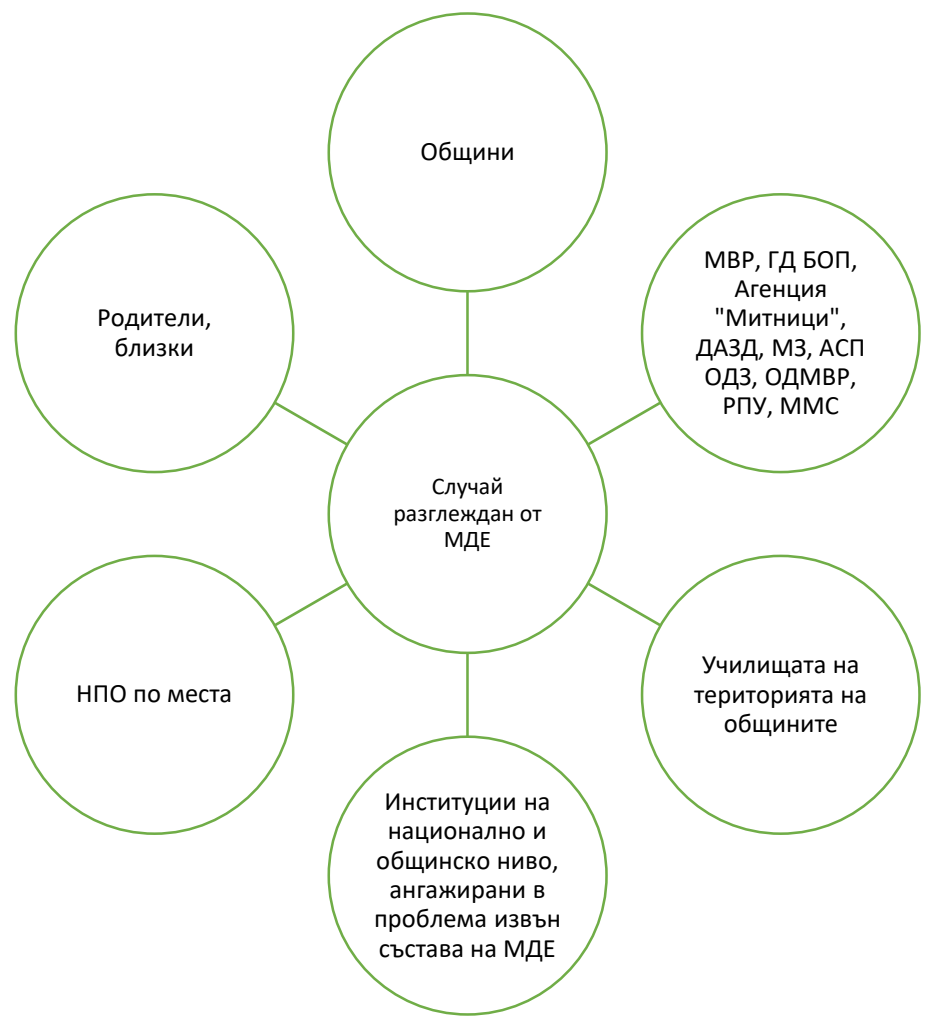 Общини
МВР, ГД БОП,
Агенция
"Митници",
ДАЗД, МЗ, АСП
ОДЗ, ОДМВР,
РПУ, ММС
Родители,
близки
Случай
разглеждан от
МДЕ
НПО по места
Училищата на
територията на
общините
Институции на
национално и
общинско ниво,
ангажирани в
проблема извън
състава на МДЕ